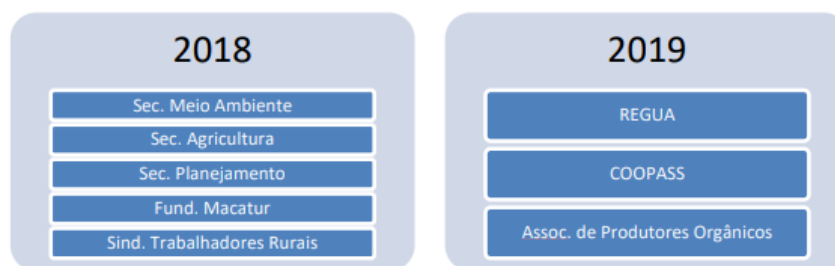 2018
Sec. Meio Ambiente
Sec. Agricultura
Sec. Planejamento
Fund. Macatur
Sind. Trabalhadores Rurais
2019
REGUA
COOPASS
Assoc. de Produtores Orgânicos